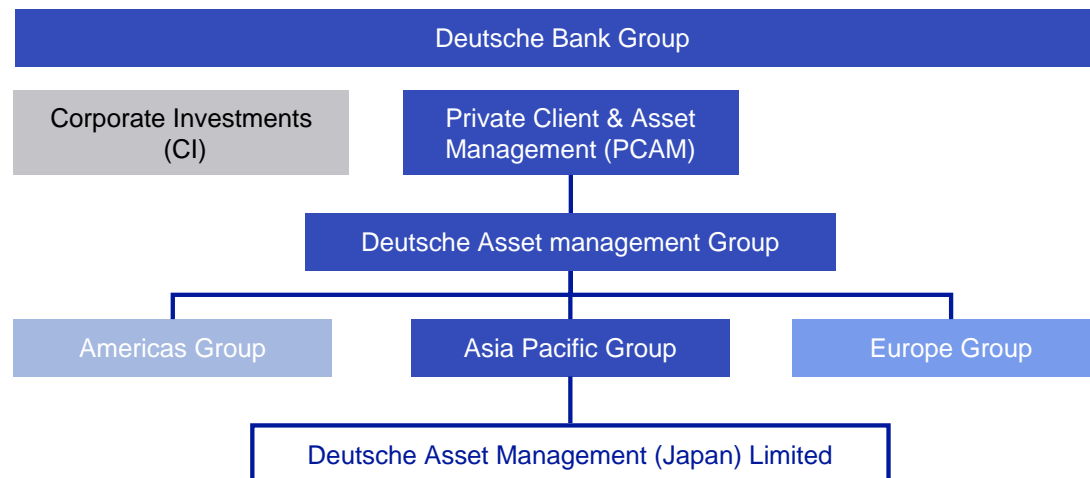 Deutsche Bank Group
Corporate Investments
(CI)
Private Client & Asset
Management (PCAM)
Deutsche Asset management Group
Americas Group
Asia Pacific Group
Europe Group
Deutsche Asset Management (Japan) Limited